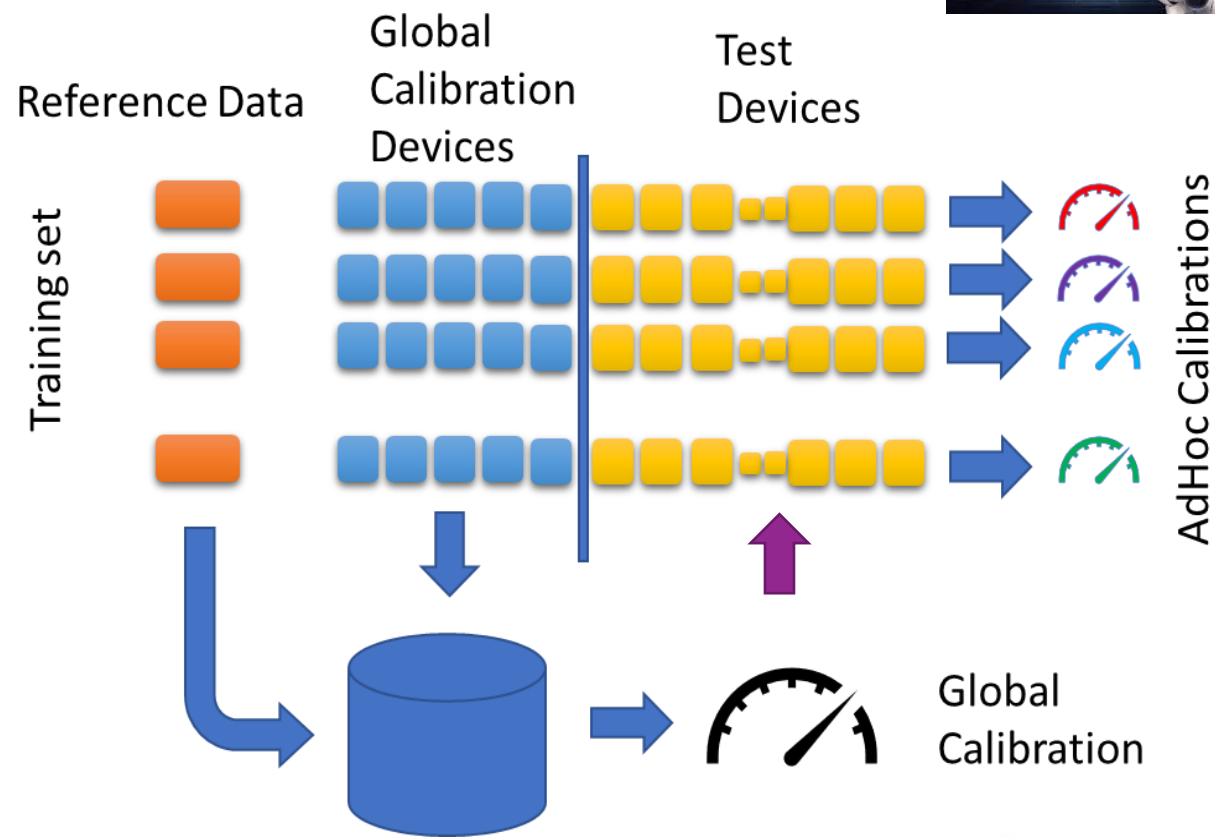 Global
Calibration
Devices
Test
Devices
Reference Data
Training set
AdHoc Calibrations
Global
Calibration